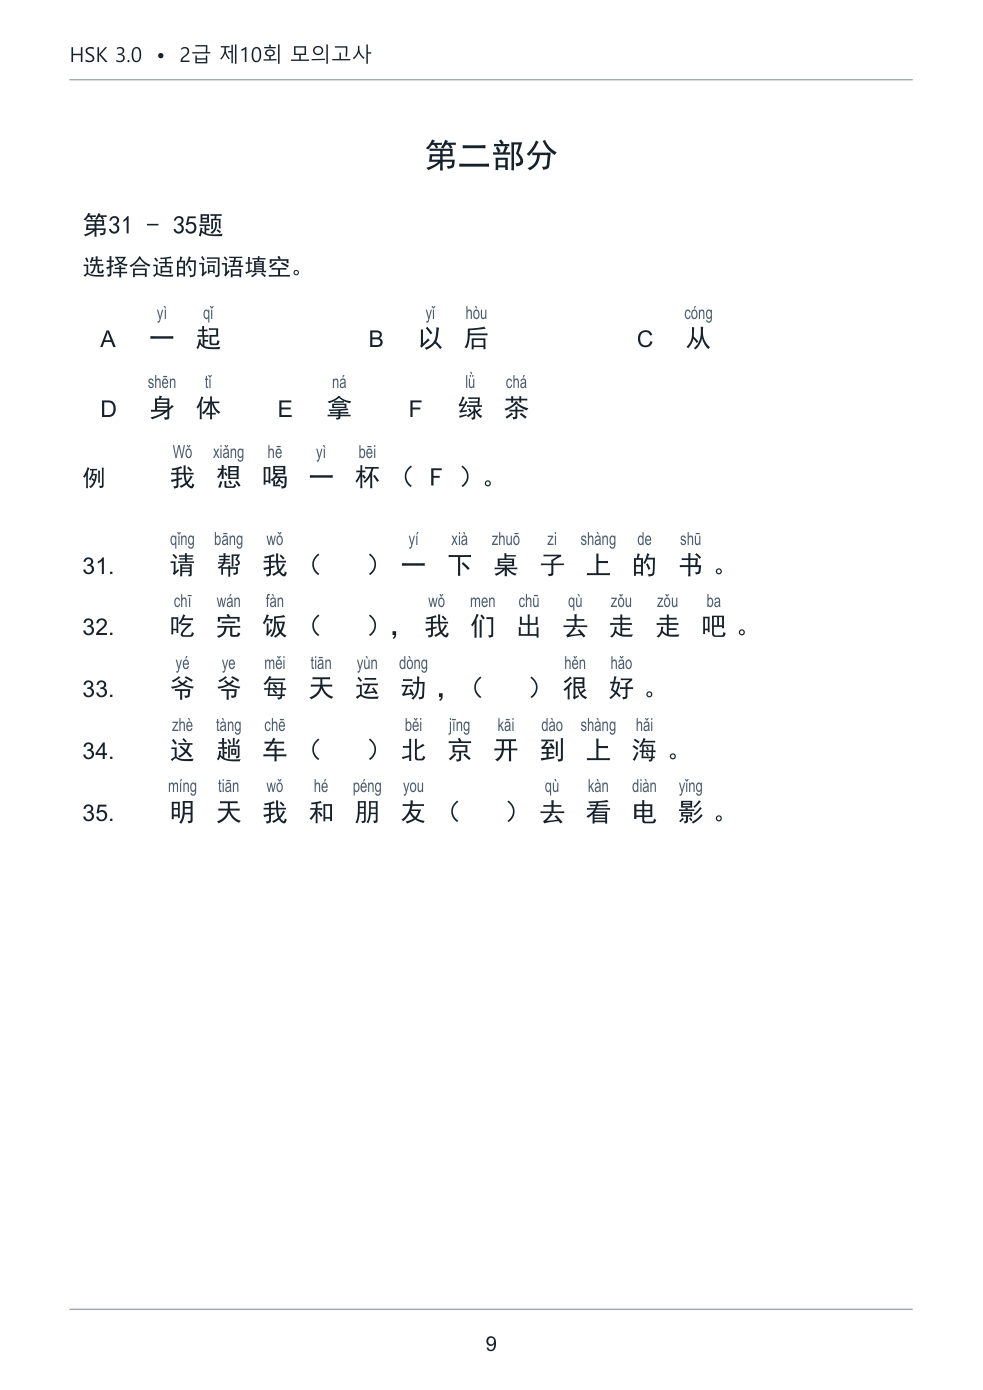 HSK 3.0 • 2급 제10회 모의고사
第二部分
第31 － 35题
选择合适的词语填空。
yì qǐ yǐ hòu cóng
A 一起 B 以后 C 从
shēn tǐ ná lǜ chá
D 身体 E 拿 F 绿茶
Wǒ xiǎng hē yì bēi
例 我想喝一杯（ F ）。
qǐng bāng wǒ yí xià zhuō zi shàng de shū
31. 请帮我（ ）一下桌子上的书。
chī wán fàn wǒ men chū qù zǒu zǒu ba
32. 吃完饭（ ），我们出去走走吧。
yé ye měi tiān yùn dòng hěn hǎo
33. 爷爷每天运动，（ ）很好。
zhè tàng chē běi jīng kāi dào shàng hǎi
34. 这趟车（ ）北京开到上海。
míng tiān wǒ hé péng you qù kàn diàn yǐng
35. 明天我和朋友（ ）去看电影。
9